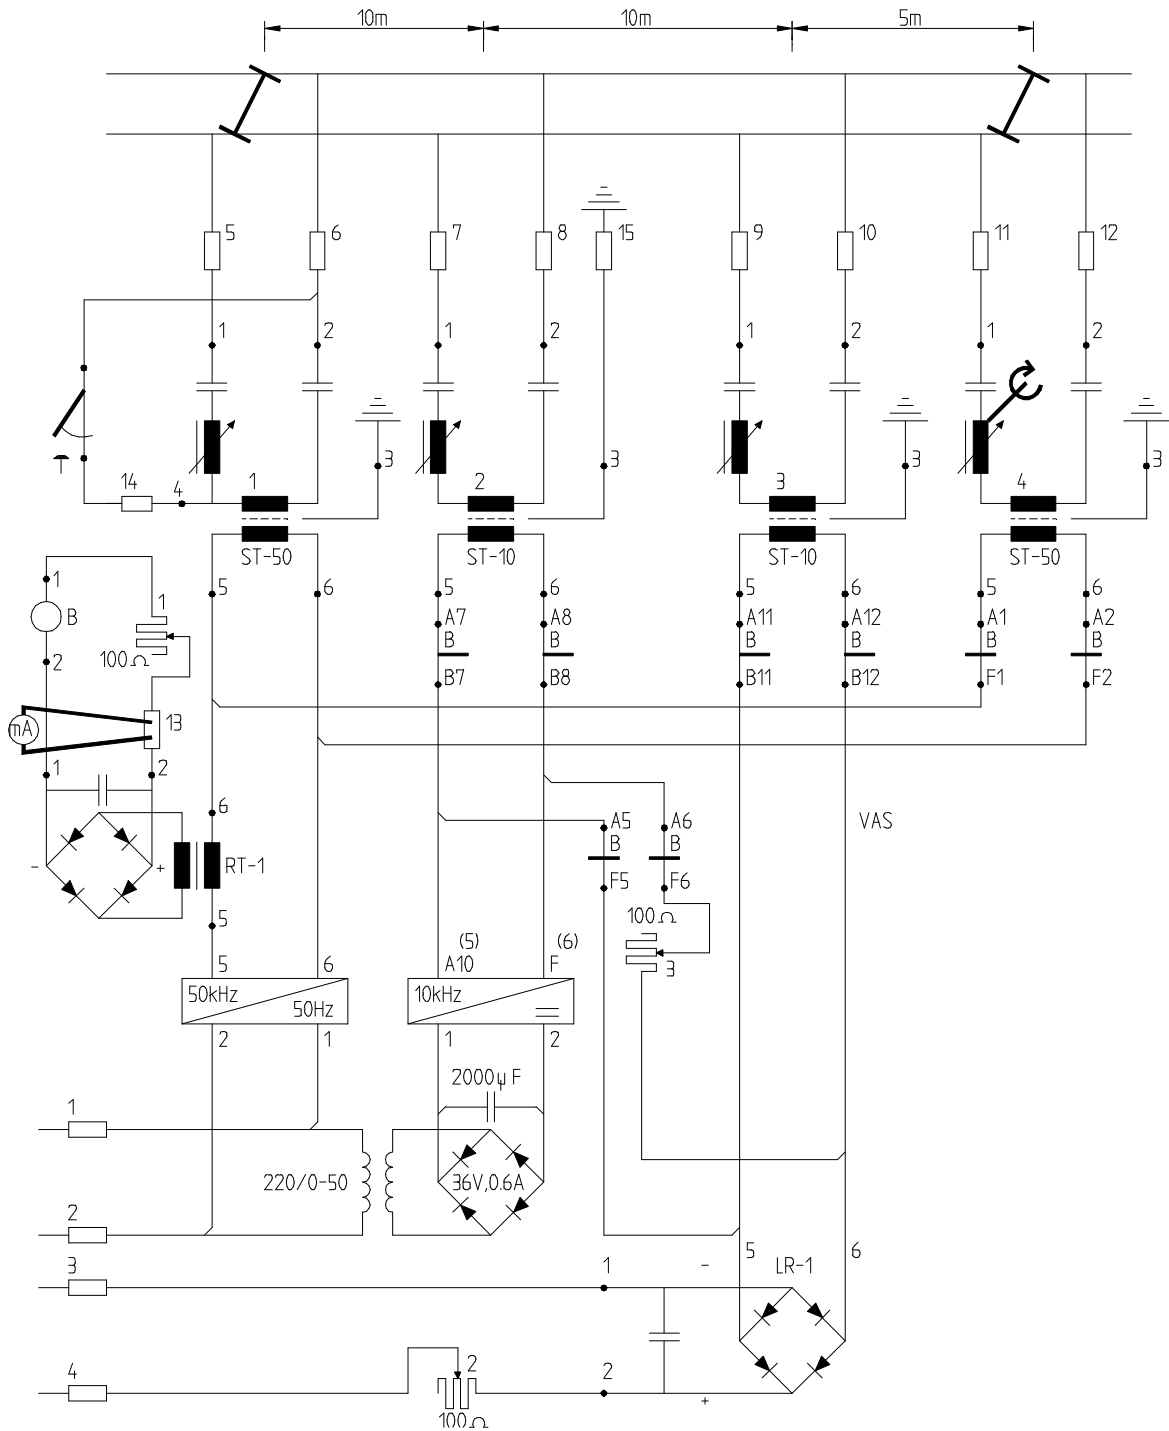 10m 10m 5m
5 6 7 8 15 9 10 11 12
1 2 1 2 1 2 1 2
3 3 3 3
14 4 1 2 3 4
ST-50 ST-10 ST-10 ST-50
1 5 6 5 6 5 6 5 6
B 1 A7 A8 A11 A12 A1 A2
B B B B B B
100Ω
2 B7 B8 B11 B12 F1 F2
mA 13
1 2
6 A5 A6 VAS
B B
- + RT-1 F5 F6
5 100Ω
(5) (6)
5 6 A10 F 3
50kHz 50Hz 10kHz
2 1 1 2
2000µF
1
220/0-50 36V,0.6A
2
3 1 - 5 LR-1 6
4 2 2 +
100Ω